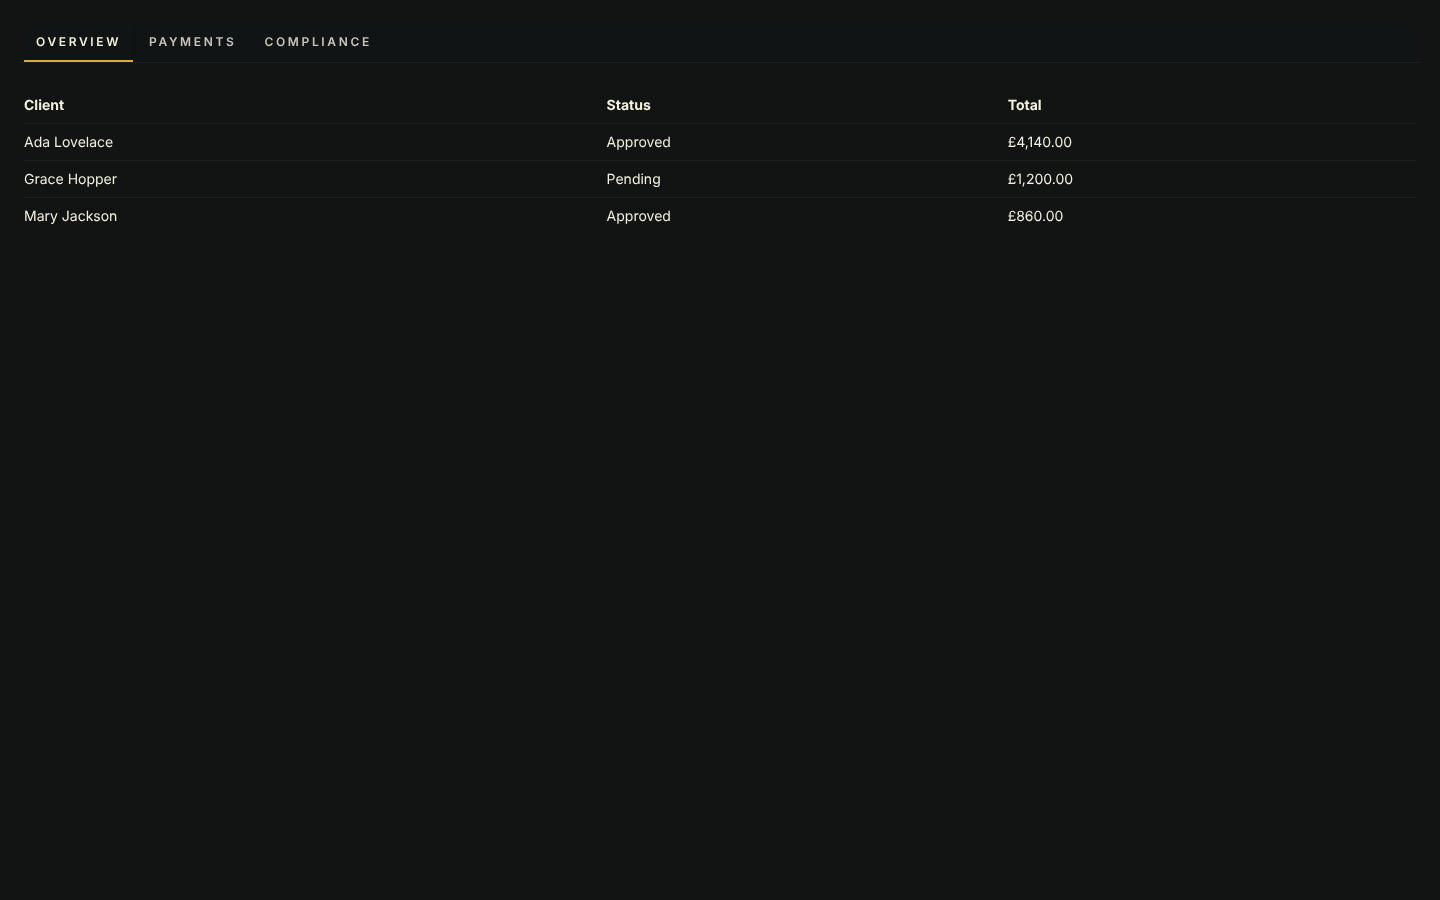 OVERVIEW PAYMENTS COMPLIANCE
Client Status Total
Ada Lovelace Approved £4,140.00
Grace Hopper Pending £1,200.00
Mary Jackson Approved £860.00